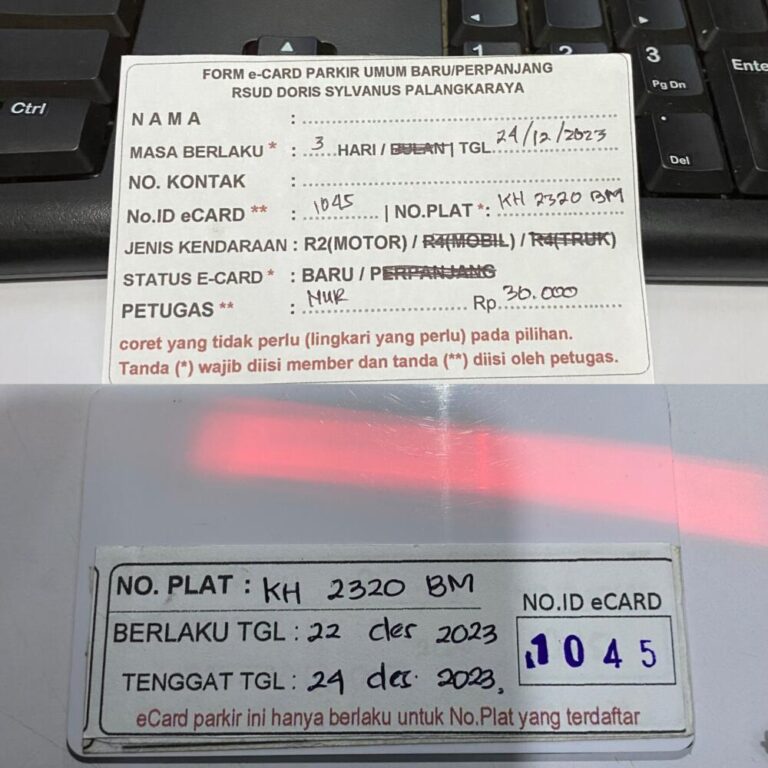 Ctrl
1
2
3
Pg Dn
Ente
.
Del
FORM e-CARD PARKIR UMUM BARU/PERPANJANG
RSUD DORIS SYLVANUS PALANGKARAYA
NAMA :
MASA BERLAKU * : 3 HARI / BULAN | TGL 24/12/2023
NO. KONTAK :
No.ID eCARD ** : 1045 | NO.PLAT *: KH 2320 BM
JENIS KENDARAAN : R2(MOTOR) / R4(MOBIL) / R4(TRUK)
STATUS E-CARD * : BARU / PERPANJANG
PETUGAS ** : NUR Rp. 30.000
coret yang tidak perlu (lingkari yang perlu) pada pilihan.
Tanda (*) wajib diisi member dan tanda (**) diisi oleh petugas.
NO. PLAT : KH 2320 BM
NO.ID eCARD
BERLAKU TGL : 22 des 2023
1045
TENGGAT TGL : 24 des 2023.
eCard parkir ini hanya berlaku untuk No.Plat yang terdaftar